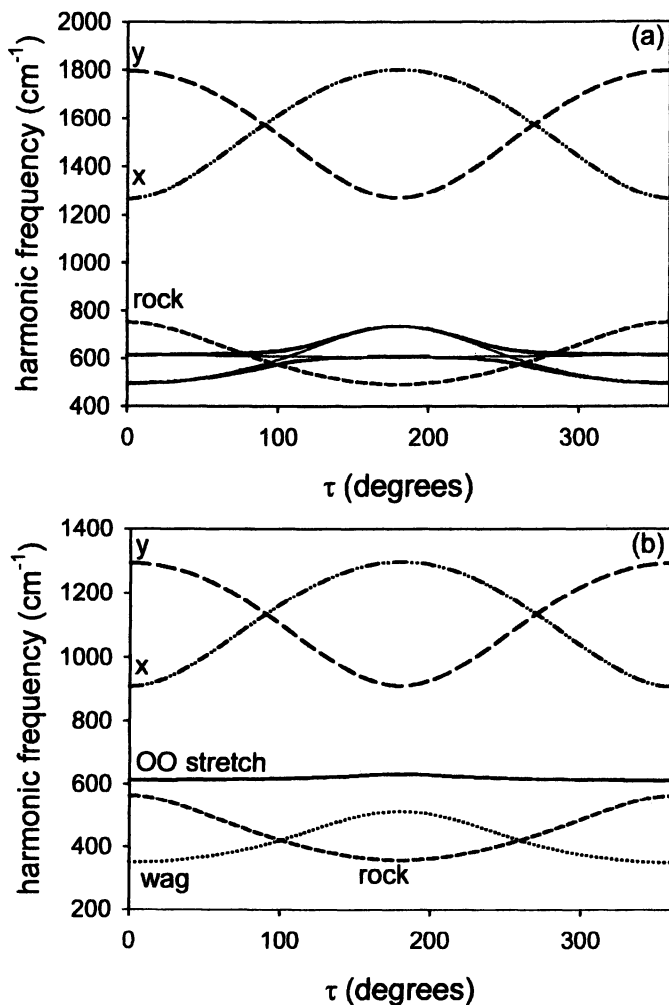 (a)
harmonic frequency (cm⁻¹)
2000
1800
1600
1400
1200
1000
800
600
400
y
x
rock
0
100
200
300
τ (degrees)
(b)
harmonic frequency (cm⁻¹)
1400
1200
1000
800
600
400
200
y
x
OO stretch
wag
rock
0
100
200
300
τ (degrees)